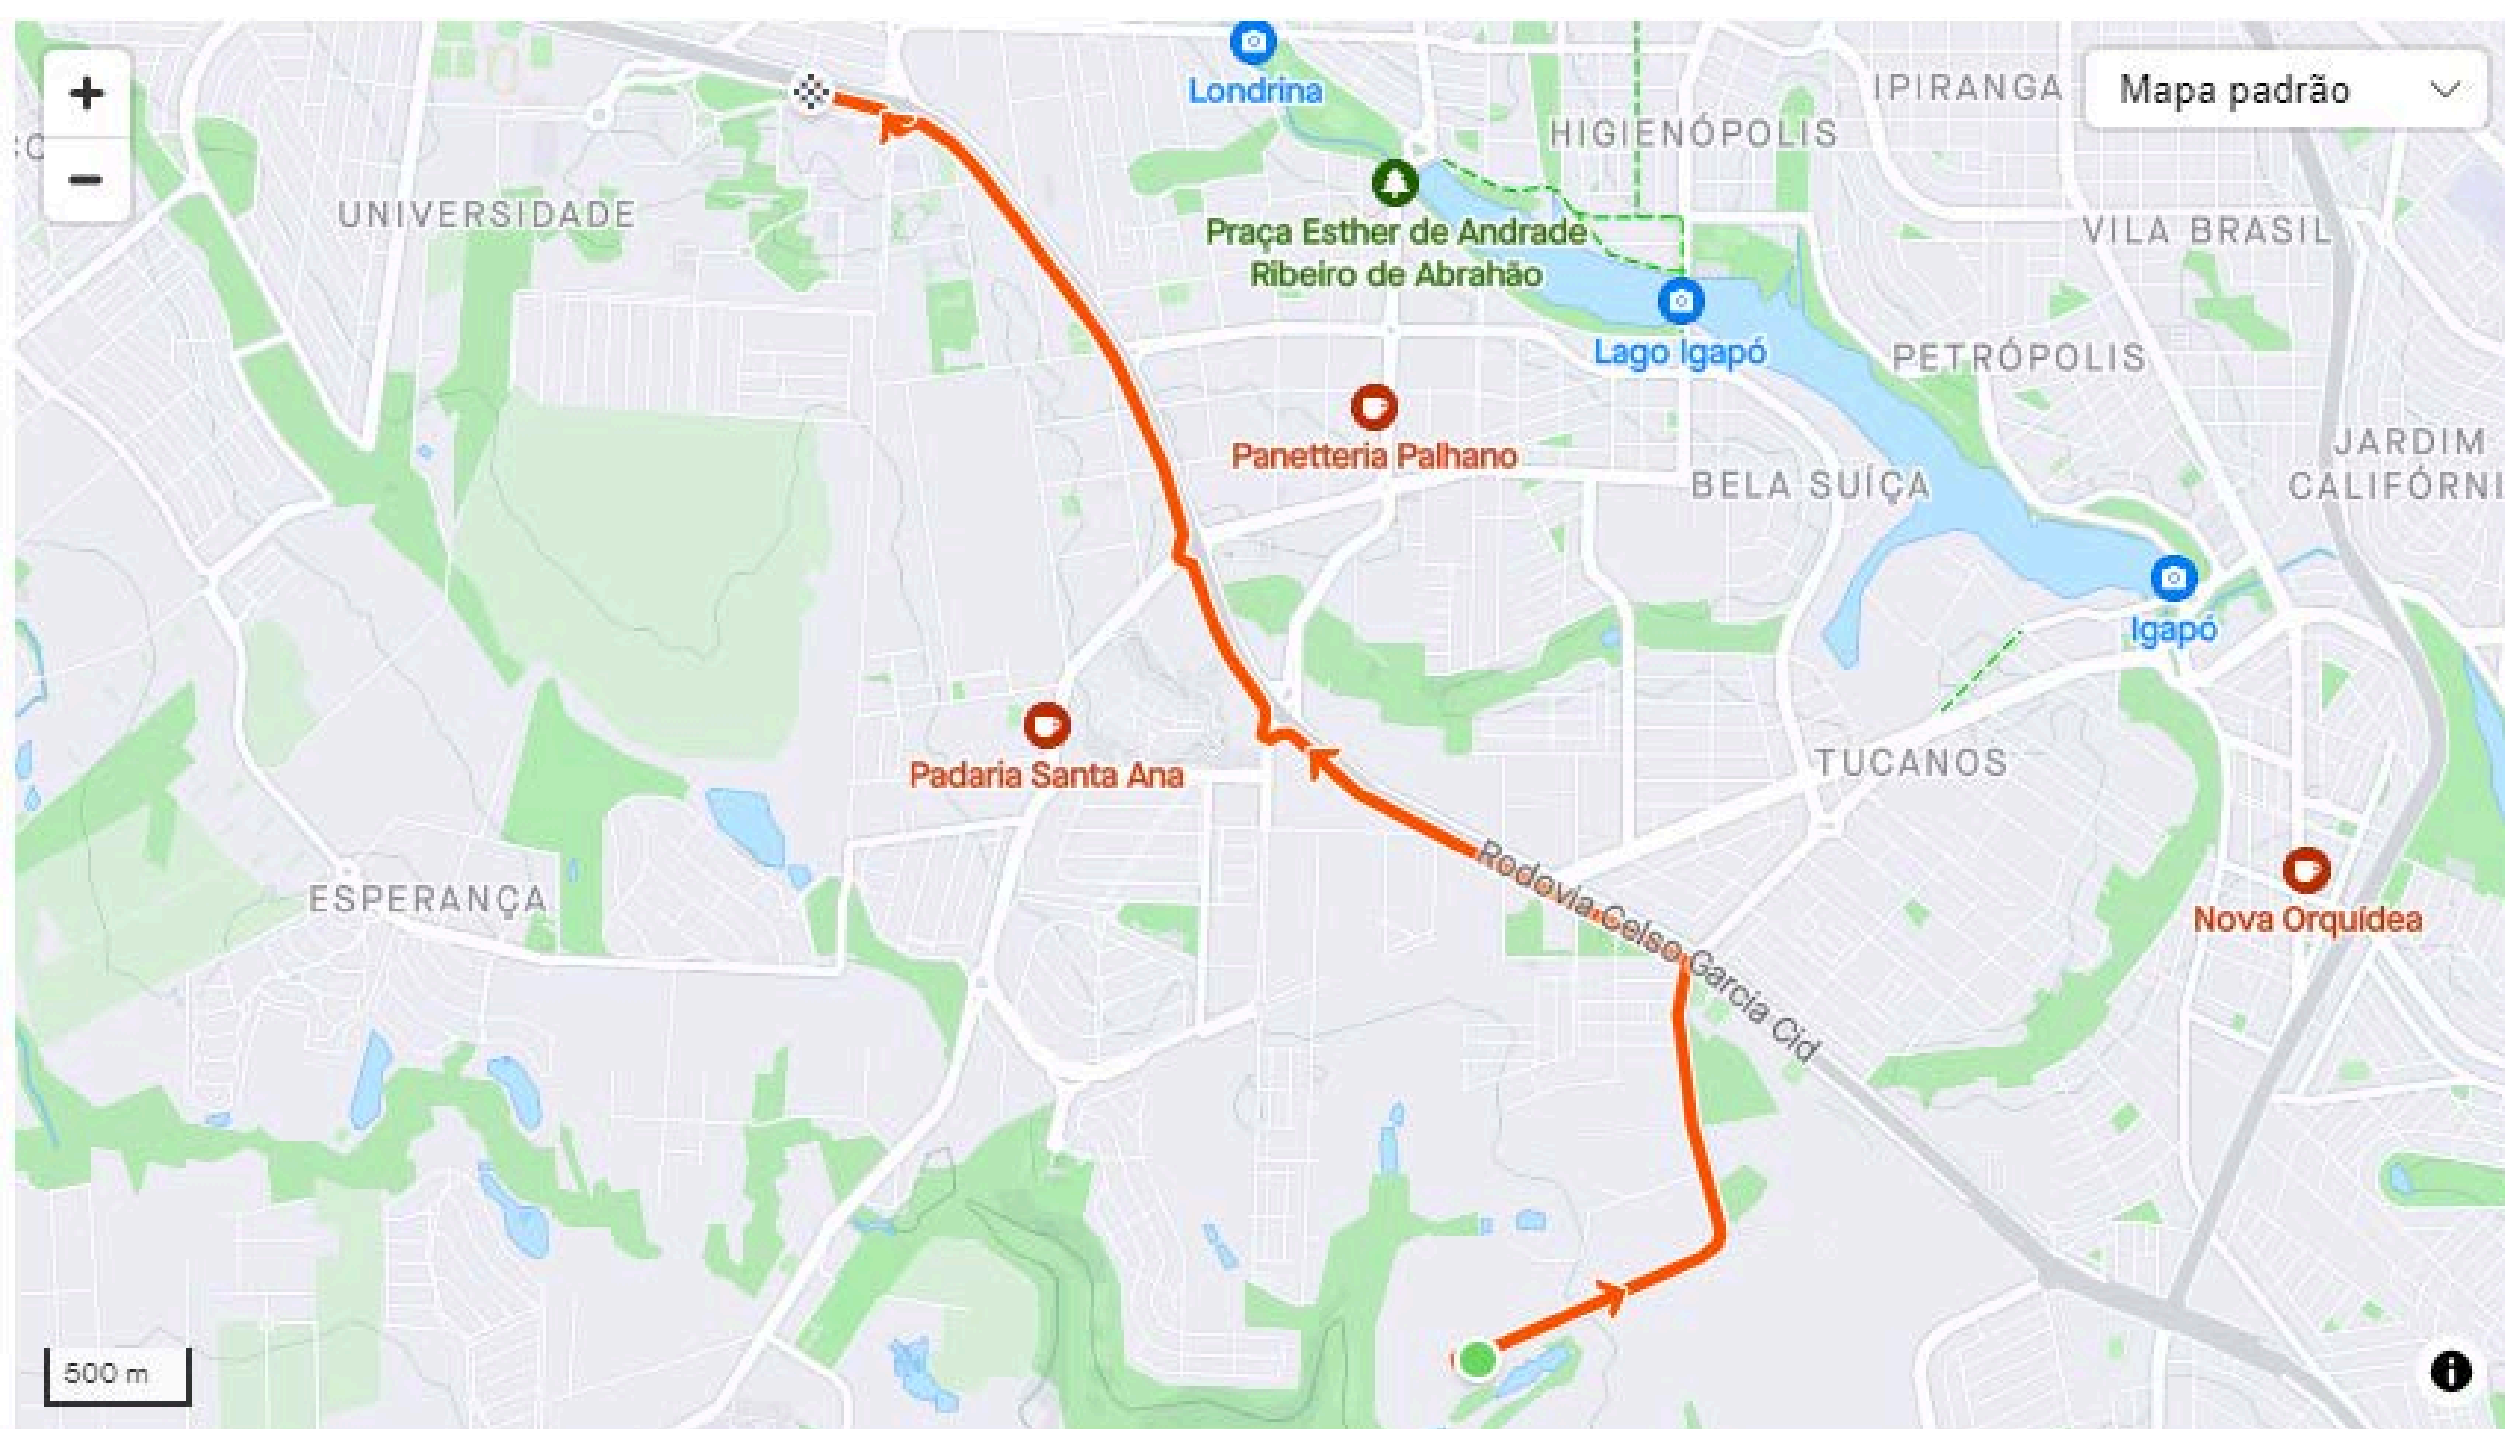 +
−
Mapa padrão
Londrina
IPIRANGA
HIGIENÓPOLIS
UNIVERSIDADE
Praça Esther de Andrade
Ribeiro de Abrahão
VILA BRASIL
Lago Igapó
PETRÓPOLIS
Panetteria Palhano
JARDIM
CALIFÓRNI
BELA SUÍÇA
Igapó
Padaria Santa Ana
TUCANOS
Rodovia Celso Garcia Cid
ESPERANÇA
Nova Orquídea
500 m